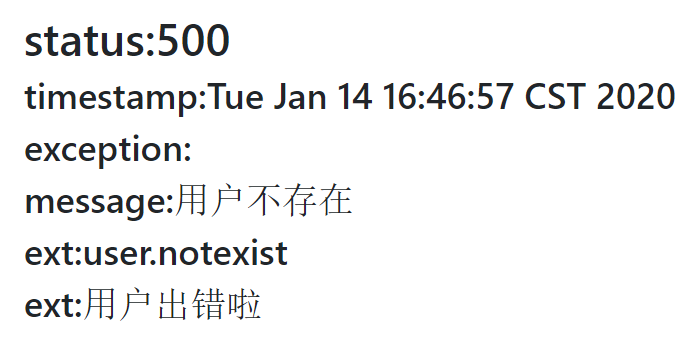 status:500
timestamp:Tue Jan 14 16:46:57 CST 2020
exception:
message:用户不存在
ext:user.notexist
ext:用户出错啦